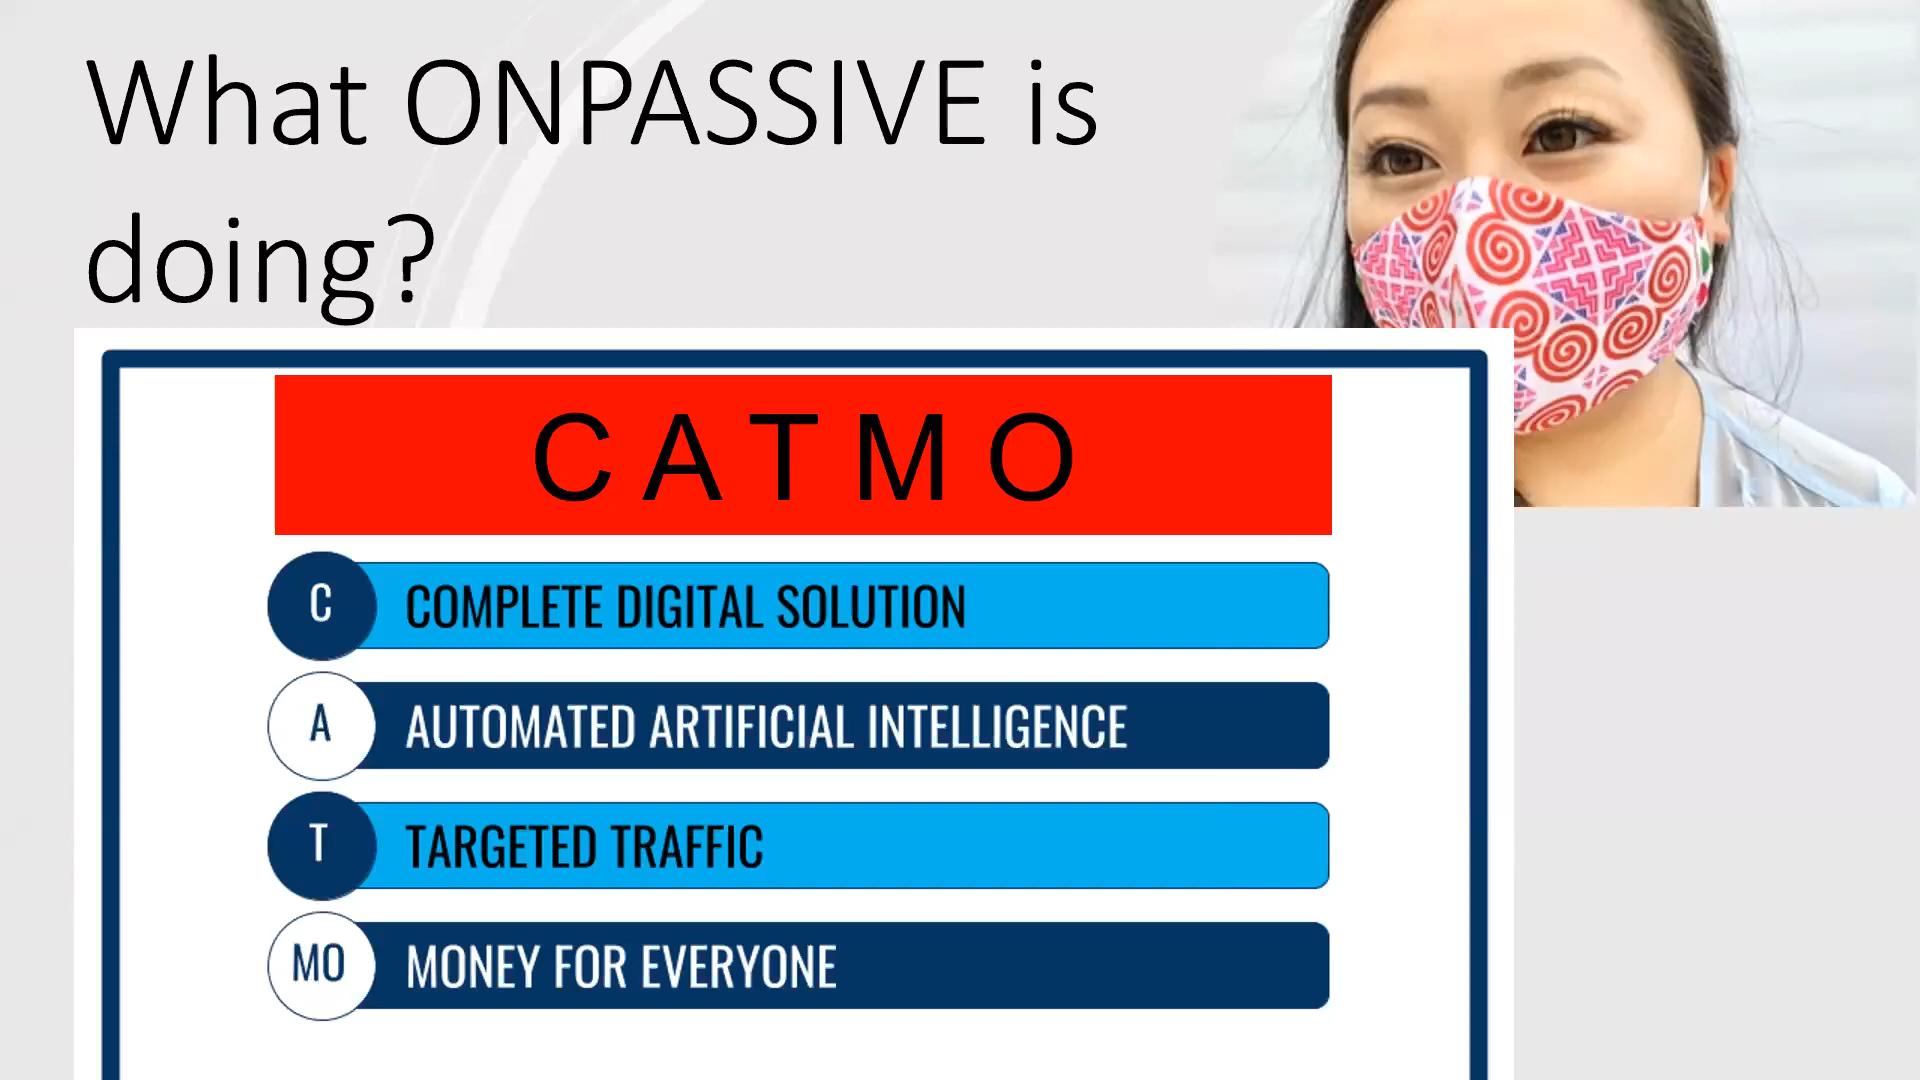 What ONPASSIVE is
doing?
C A T M O
C COMPLETE DIGITAL SOLUTION
A AUTOMATED ARTIFICIAL INTELLIGENCE
T TARGETED TRAFFIC
MO MONEY FOR EVERYONE